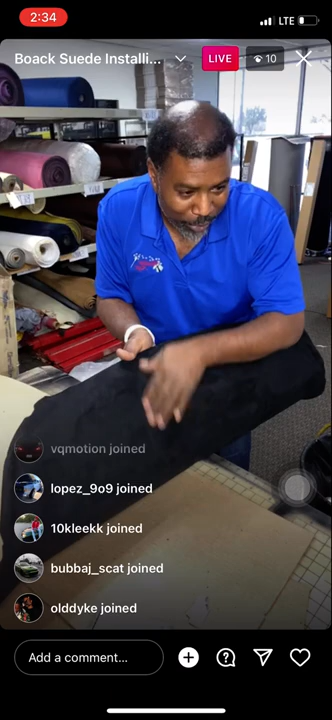 2:34
LTE
Boack Suede Installi...
LIVE
10
vqmotion joined
lopez_9o9 joined
10kleekk joined
bubbaj_scat joined
olddyke joined
Add a comment...